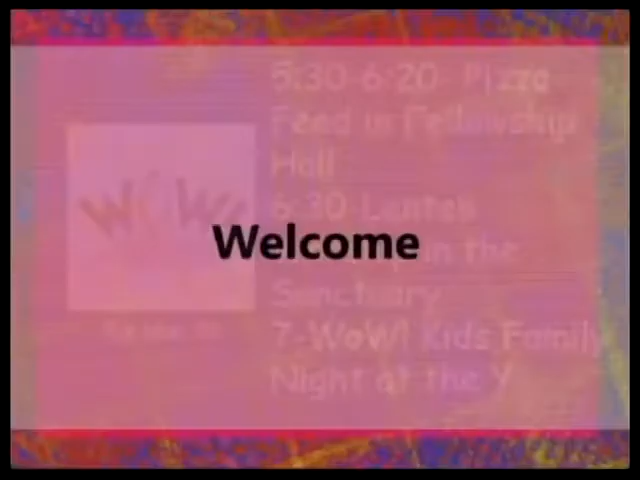 5:30-6:20- Pizza
Feed in Fellowship
Hall
WOW!
6:30-Lenten
Welcome
in the
Sanctuary
7-WoW! Kids Family
Night at the Y